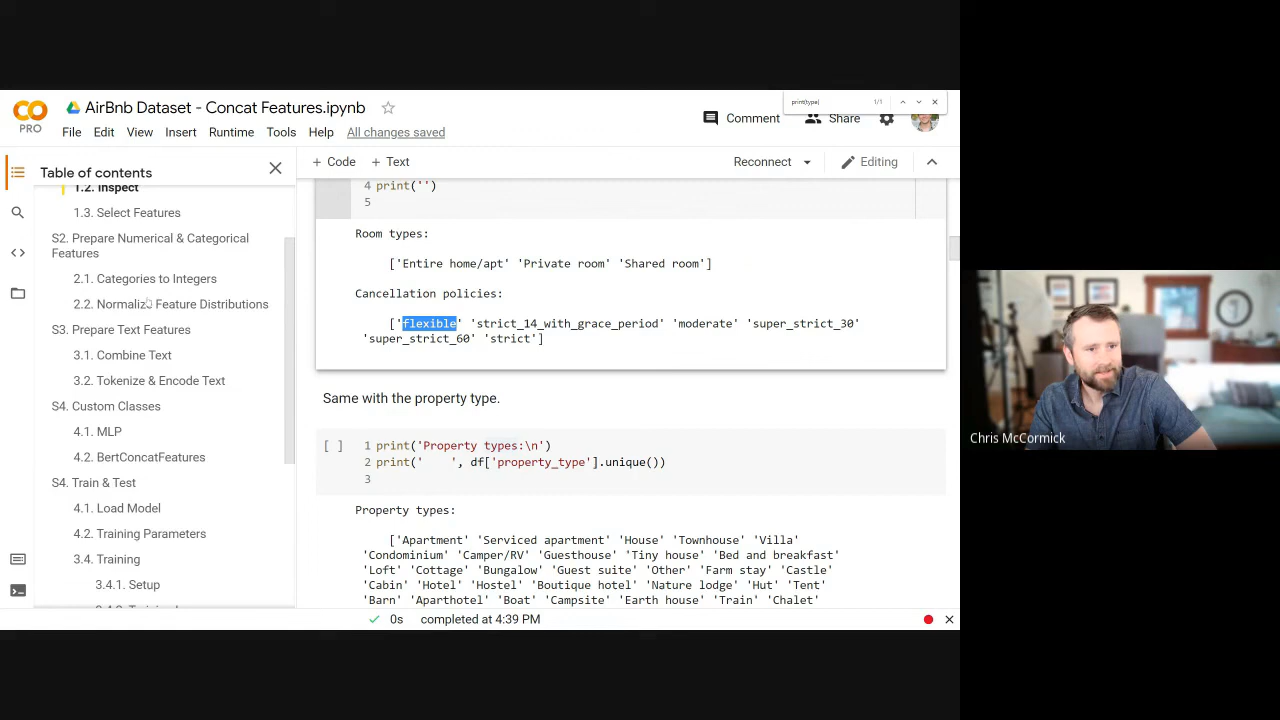 AirBnb Dataset - Concat Features.ipynb
print(type| 1/1
PRO
File Edit View Insert Runtime Tools Help All changes saved
Comment Share
Table of contents
+ Code + Text
Reconnect Editing
1.2. Inspect
1.3. Select Features
S2. Prepare Numerical & Categorical
Features
2.1. Categories to Integers
2.2. Normalize Feature Distributions
S3. Prepare Text Features
3.1. Combine Text
3.2. Tokenize & Encode Text
S4. Custom Classes
4.1. MLP
4.2. BertConcatFeatures
S4. Train & Test
4.1. Load Model
4.2. Training Parameters
3.4. Training
3.4.1. Setup
4 print('')
5
Room types:
['Entire home/apt' 'Private room' 'Shared room']
Cancellation policies:
['flexible' 'strict_14_with_grace_period' 'moderate' 'super_strict_30'
'super_strict_60' 'strict']
Same with the property type.
[ ] 1 print('Property types:\n')
2 print('    ', df['property_type'].unique())
3
Property types:
['Apartment' 'Serviced apartment' 'House' 'Townhouse' 'Villa'
'Condominium' 'Camper/RV' 'Guesthouse' 'Tiny house' 'Bed and breakfast'
'Loft' 'Cottage' 'Bungalow' 'Guest suite' 'Other' 'Farm stay' 'Castle'
'Cabin' 'Hotel' 'Hostel' 'Boutique hotel' 'Nature lodge' 'Hut' 'Tent'
'Barn' 'Aparthotel' 'Boat' 'Campsite' 'Earth house' 'Train' 'Chalet'
0s completed at 4:39 PM
Chris McCormick